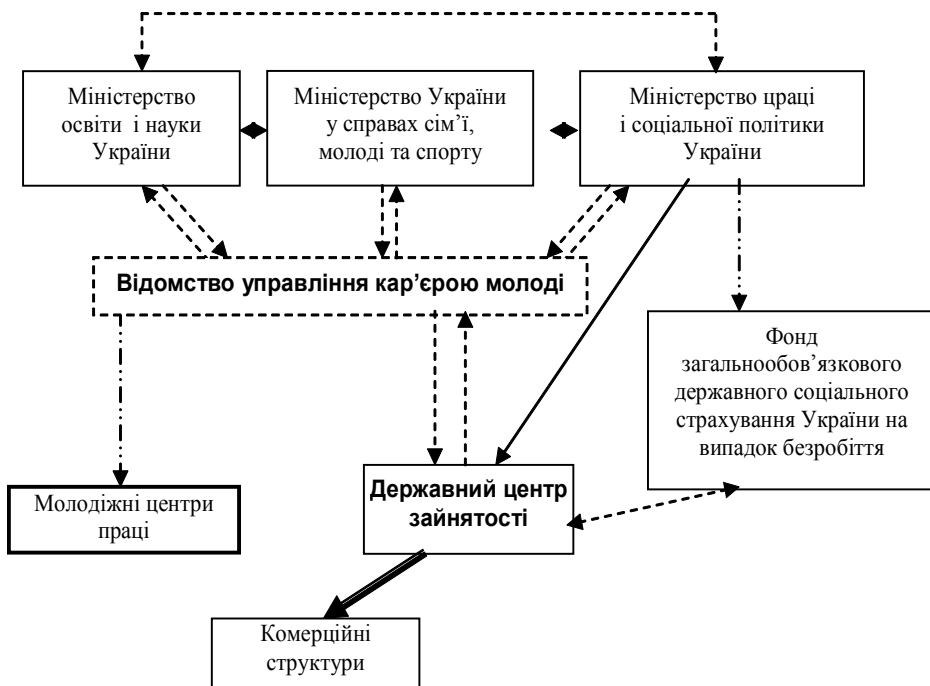 Міністерство
освіти і науки
України
Міністерство України
у справах сім’ї,
молоді та спорту
Міністерство цраці
і соціальної політики
України
Відомство управління кар’єрою молоді
Фонд
загальнообов’язкового
державного соціального
страхування України на
випадок безробіття
Молодіжні центри
праці
Державний центр
зайнятості
Комерційні
структури